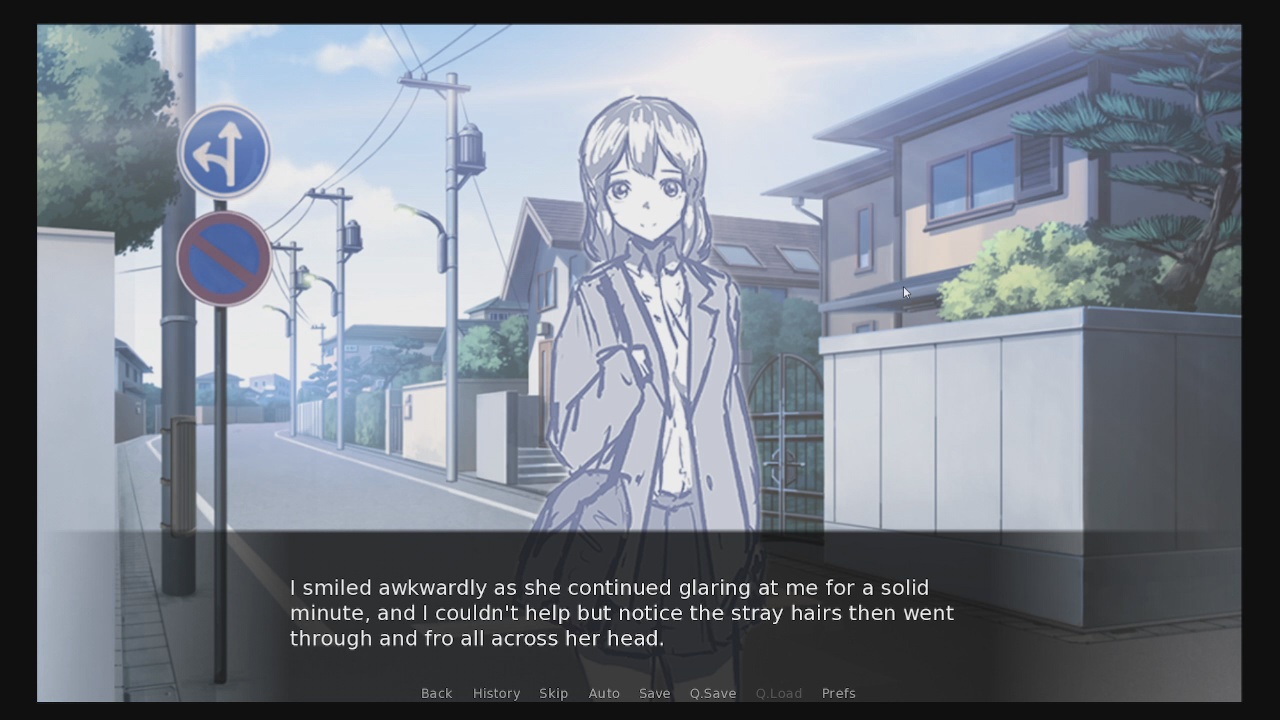 I smiled awkwardly as she continued glaring at me for a solid
minute, and I couldn't help but notice the stray hairs then went
through and fro all across her head.
Back History Skip Auto Save Q.Save Q.Load Prefs